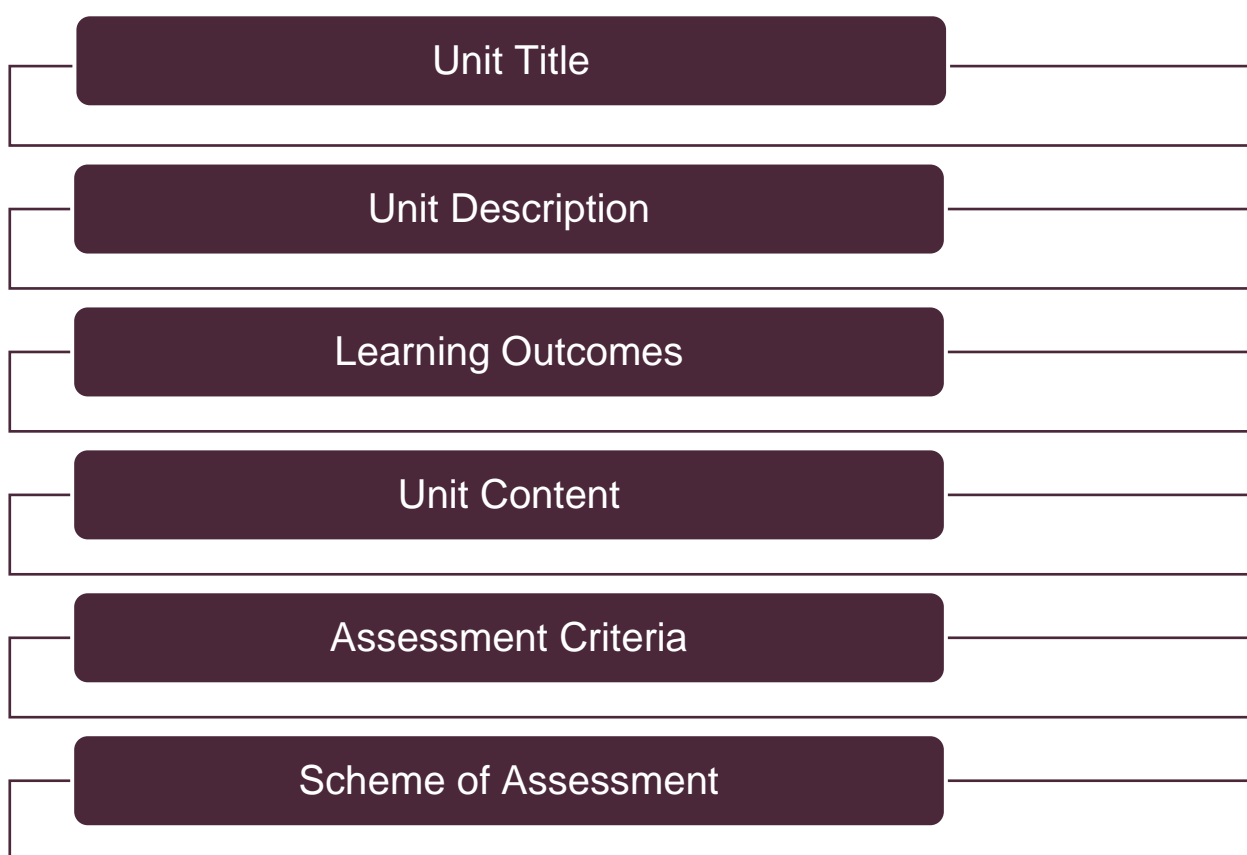 Unit Title
Unit Description
Learning Outcomes
Unit Content
Assessment Criteria
Scheme of Assessment